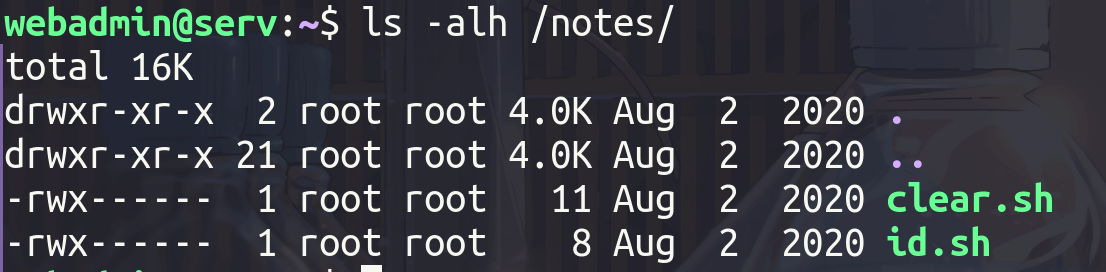 webadmin@serv:~$ ls -alh /notes/
total 16K
drwxr-xr-x  2 root root 4.0K Aug  2  2020 .
drwxr-xr-x 21 root root 4.0K Aug  2  2020 ..
-rwx------  1 root root   11 Aug  2  2020 clear.sh
-rwx------  1 root root    8 Aug  2  2020 id.sh